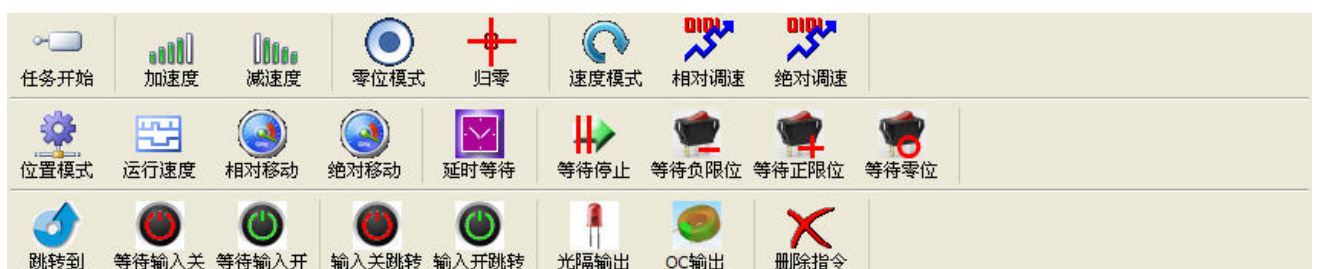 任务开始 加速度 减速度 零位模式 归零 速度模式 相对调速 绝对调速
位置模式 运行速度 相对移动 绝对移动 延时等待 等待停止 等待负限位 等待正限位 等待零位
跳转到 等待输入关 等待输入开 输入关跳转 输入开跳转 光隔输出 OC输出 删除指令